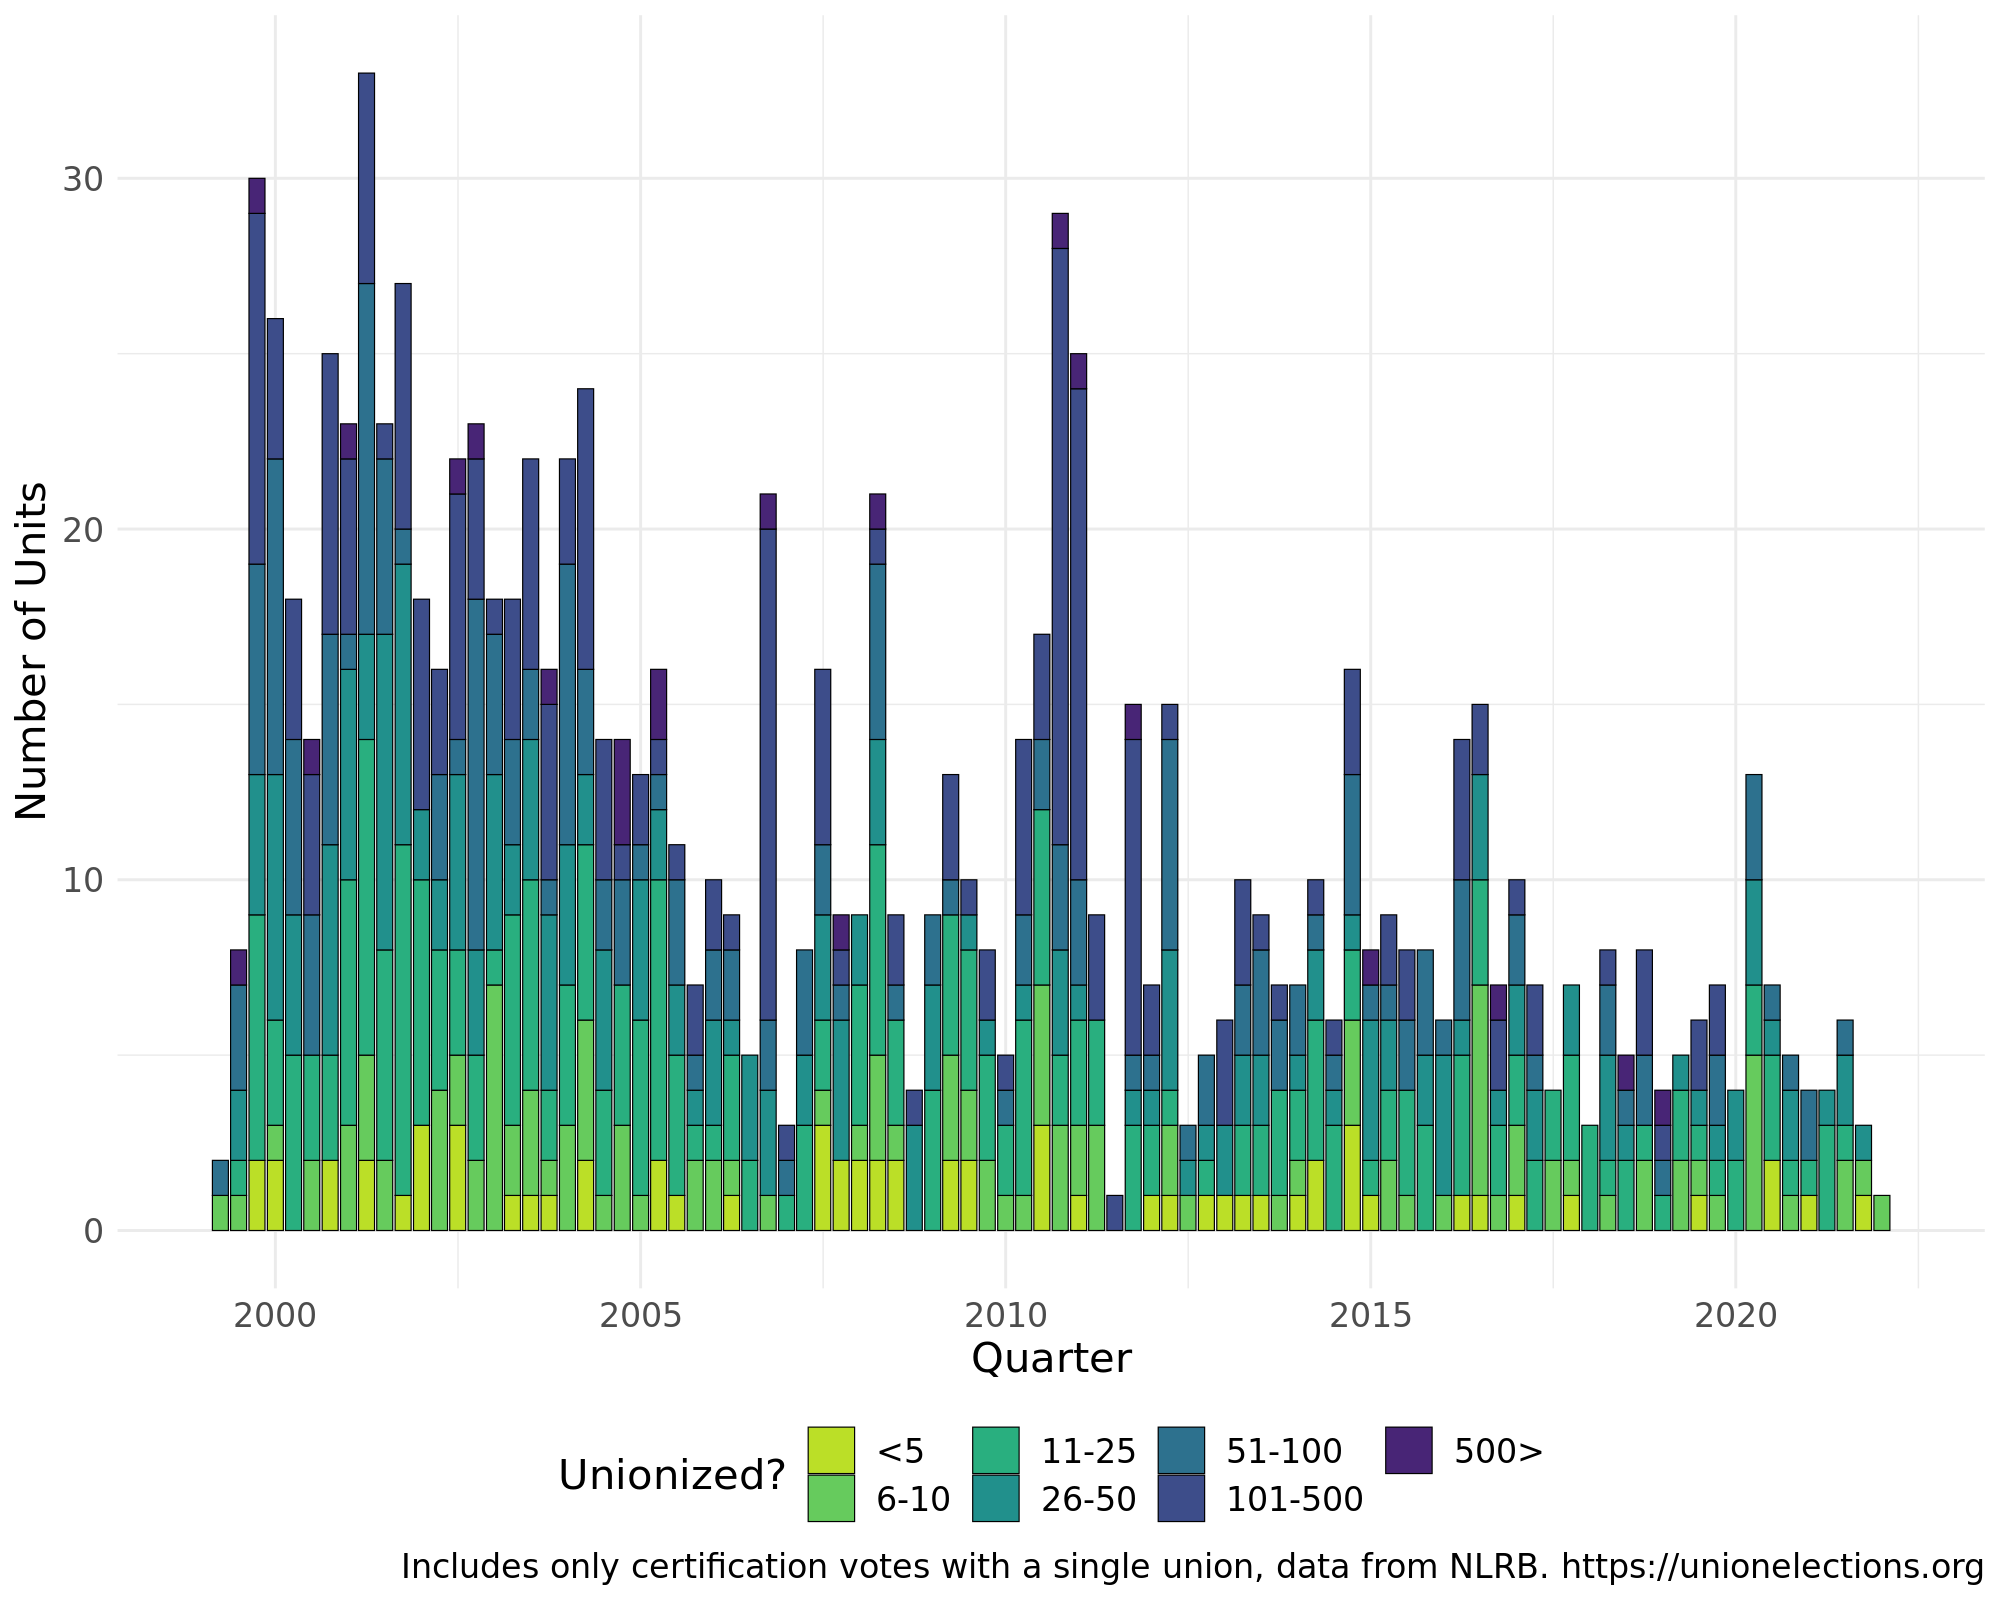 30
20
10
0
Number of Units
2000 2005 2010 2015 2020
Quarter
Unionized?
<5 11-25 51-100 500>
6-10 26-50 101-500
Includes only certification votes with a single union, data from NLRB. https://unionelections.org